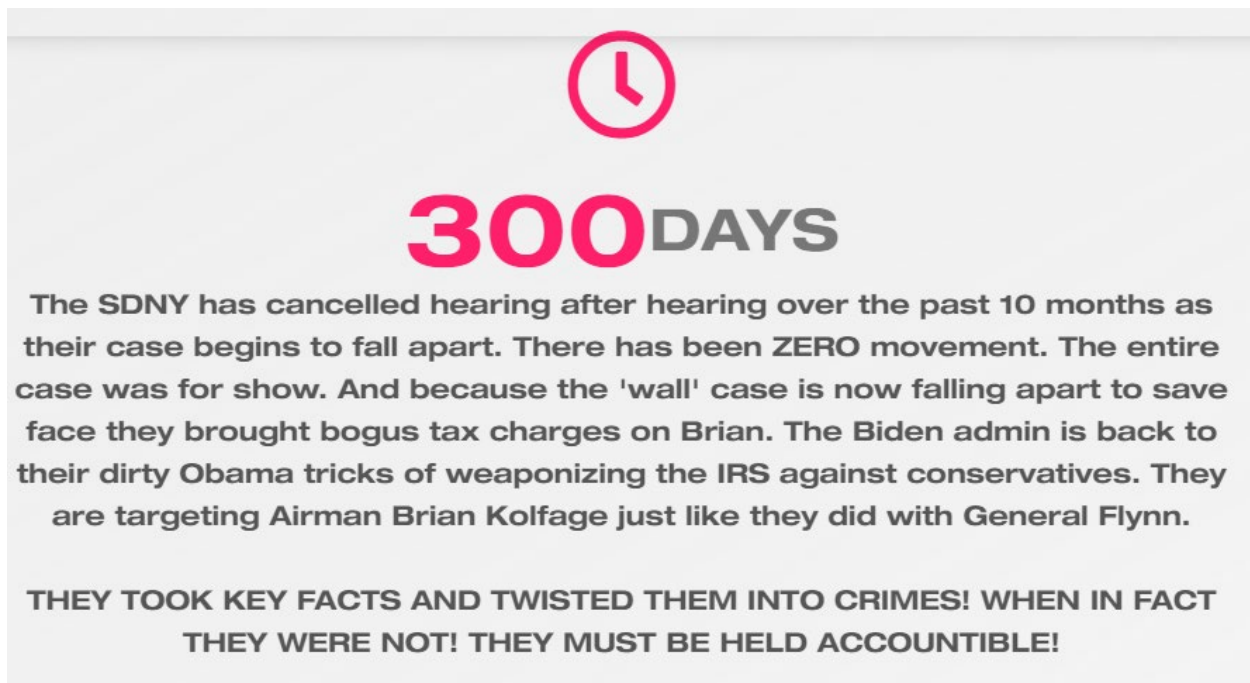 300DAYS
The SDNY has cancelled hearing after hearing over the past 10 months as
their case begins to fall apart. There has been ZERO movement. The entire
case was for show. And because the 'wall' case is now falling apart to save
face they brought bogus tax charges on Brian. The Biden admin is back to
their dirty Obama tricks of weaponizing the IRS against conservatives. They
are targeting Airman Brian Kolfage just like they did with General Flynn.
THEY TOOK KEY FACTS AND TWISTED THEM INTO CRIMES! WHEN IN FACT
THEY WERE NOT! THEY MUST BE HELD ACCOUNTIBLE!